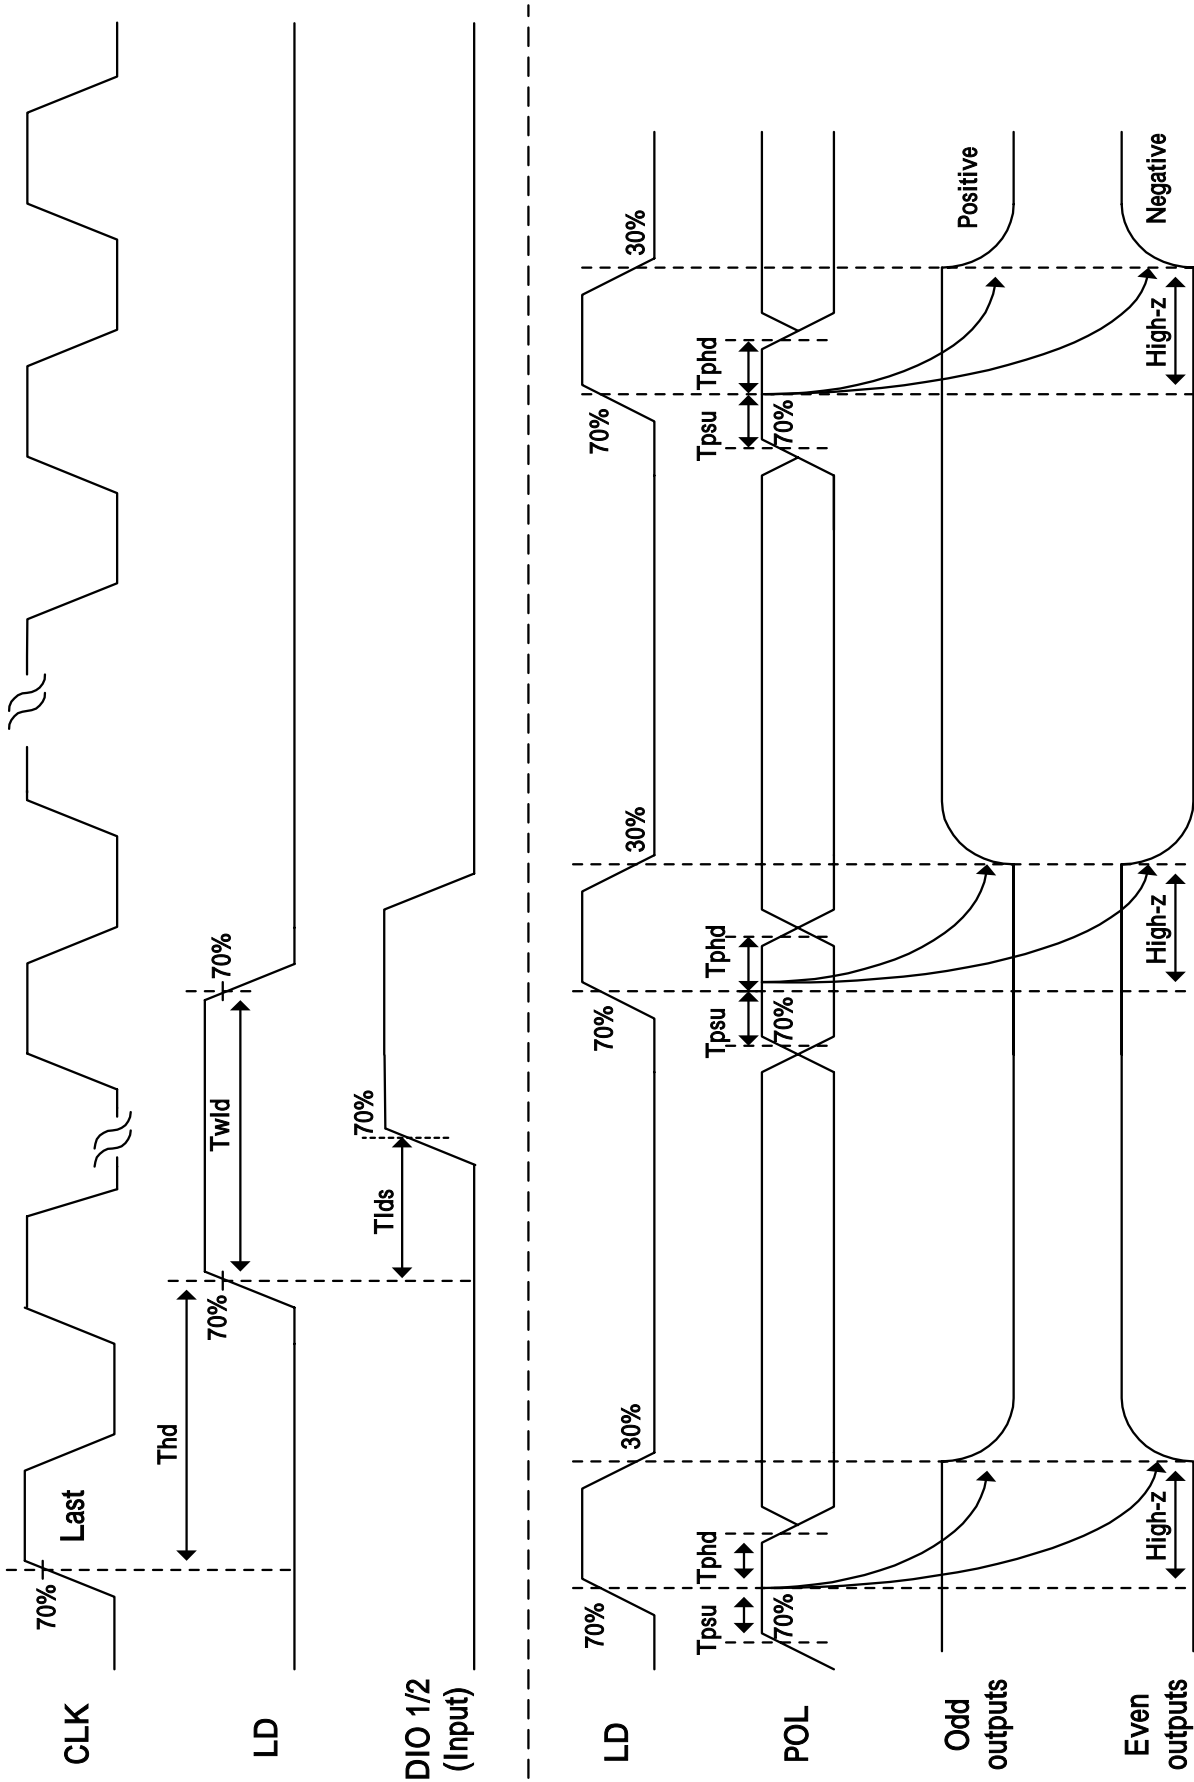 CLK
70%
Last
Thd
LD
70%
Twld
70%
DIO 1/2
(Input)
Tlds
70%
LD
70%
30%
70%
30%
70%
30%
POL
Tpsu
Tphd
70%
Tpsu
Tphd
70%
Tpsu
Tphd
70%
Odd
outputs
Positive
Even
outputs
High-z
High-z
High-z
Negative